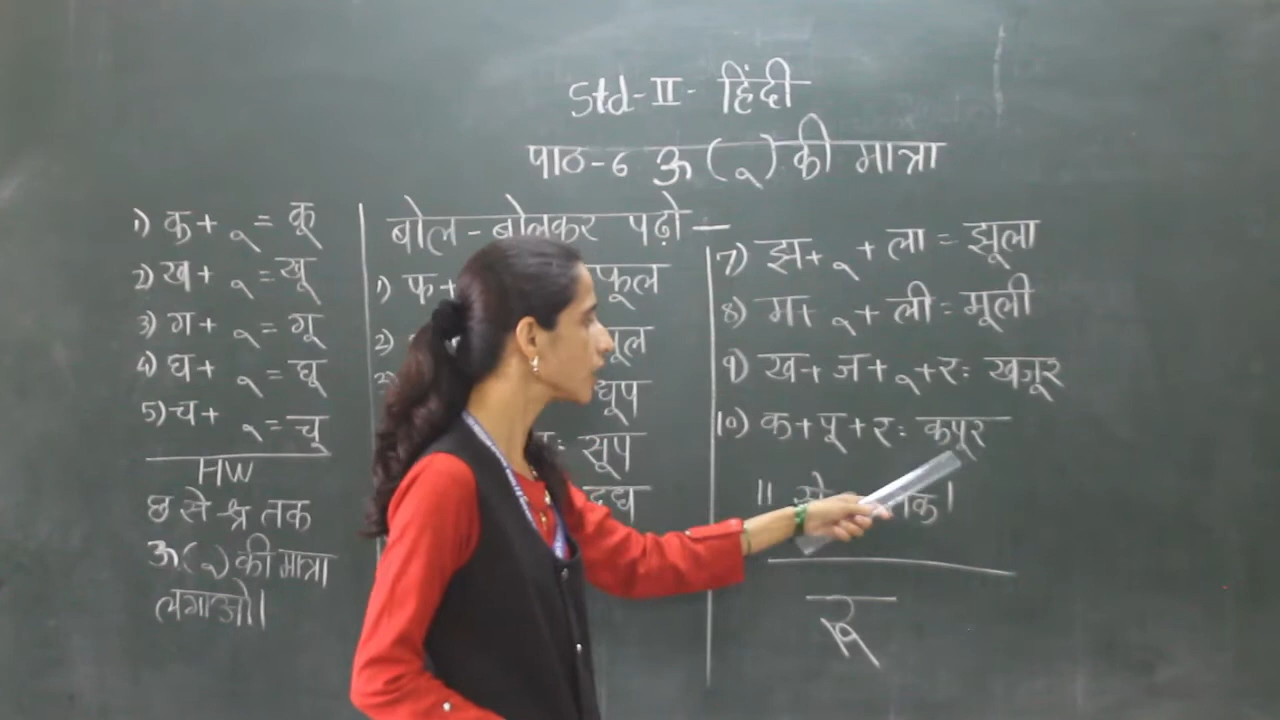 Std-II- हिंदी
पाठ-6 ऊ (ू) की मात्रा
1) क + ू = कू
2) ख + ू = खू
3) ग + ू = गू
4) घ + ू = घू
5) च + ू = चू
HW
छ से श्र तक
ऊ (ू) की मात्रा
लगाओ।
बोल - बोलकर पढ़ो —
1) फ + फूल
2) ूल
धूप
सूप
दूध
7) झ + ू + ला = झूला
8) म + ू + ली = मूली
9) ख + ज + ू + र = खजूर
10) क + पू + र = कपूर
11 से तक।